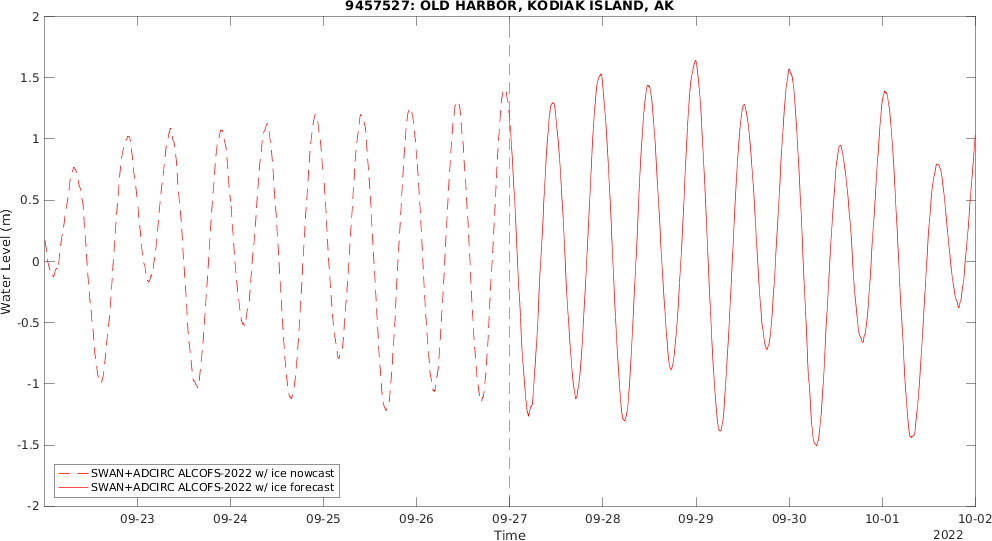 9457527: OLD HARBOR, KODIAK ISLAND, AK
2
1.5
1
0.5
0
-0.5
-1
-1.5
-2
Water Level (m)
SWAN+ADCIRC ALCOFS-2022 w/ ice nowcast
SWAN+ADCIRC ALCOFS-2022 w/ ice forecast
09-23 09-24 09-25 09-26 09-27 09-28 09-29 09-30 10-01 10-02
Time
2022